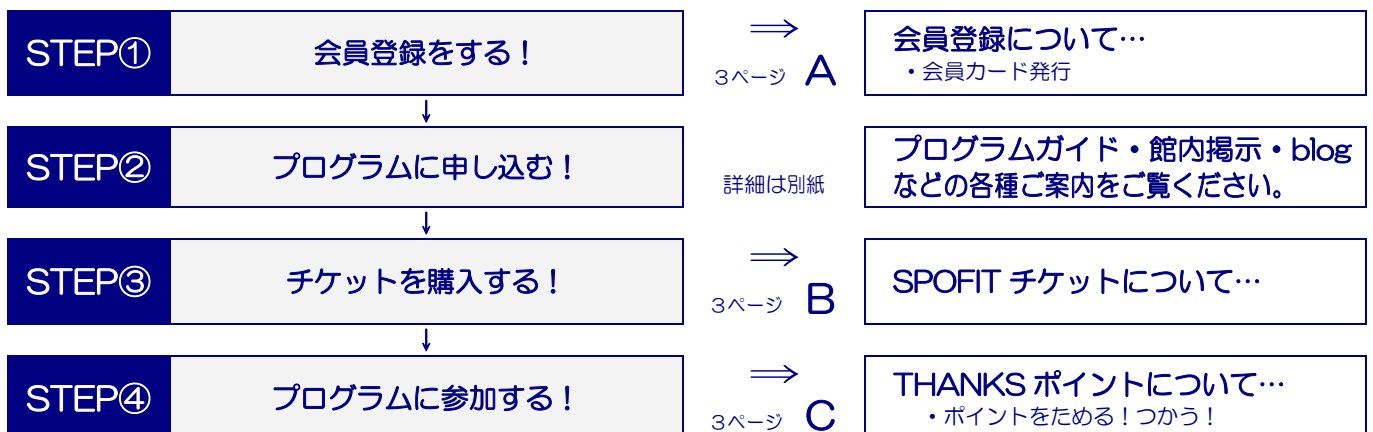 STEP① 会員登録をする！ ⇒ 会員登録について…
3ページ A ・会員カード発行
↓
STEP② プログラムに申し込む！ 詳細は別紙 プログラムガイド・館内掲示・blog
などの各種ご案内をご覧ください。
↓
STEP③ チケットを購入する！ ⇒ SPOFIT チケットについて…
3ページ B
↓
STEP④ プログラムに参加する！ ⇒ THANKS ポイントについて…
3ページ C ・ポイントをためる！つかう！